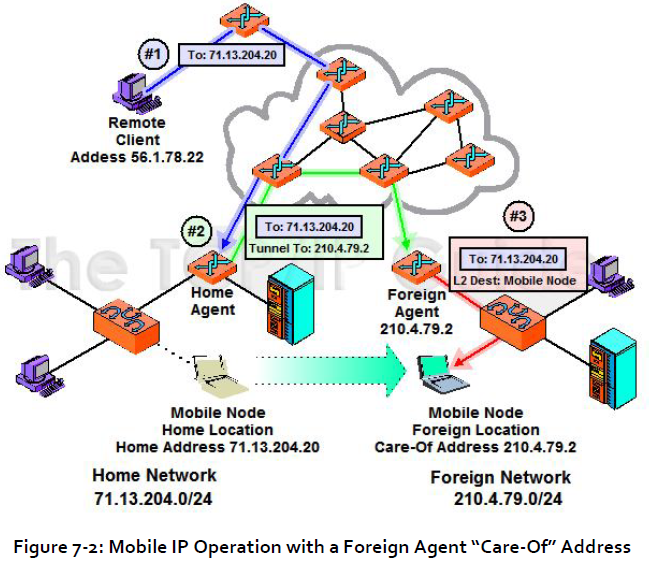 #1
To: 71.13.204.20
Remote
Client
Addess 56.1.78.22
#2
To: 71.13.204.20
Tunnel To: 210.4.79.2
#3
To: 71.13.204.20
L2 Dest: Mobile Node
Home
Agent
Foreign
Agent
210.4.79.2
Mobile Node
Home Location
Home Address 71.13.204.20
Mobile Node
Foreign Location
Care-Of Address 210.4.79.2
Home Network
71.13.204.0/24
Foreign Network
210.4.79.0/24
Figure 7-2: Mobile IP Operation with a Foreign Agent “Care-Of” Address